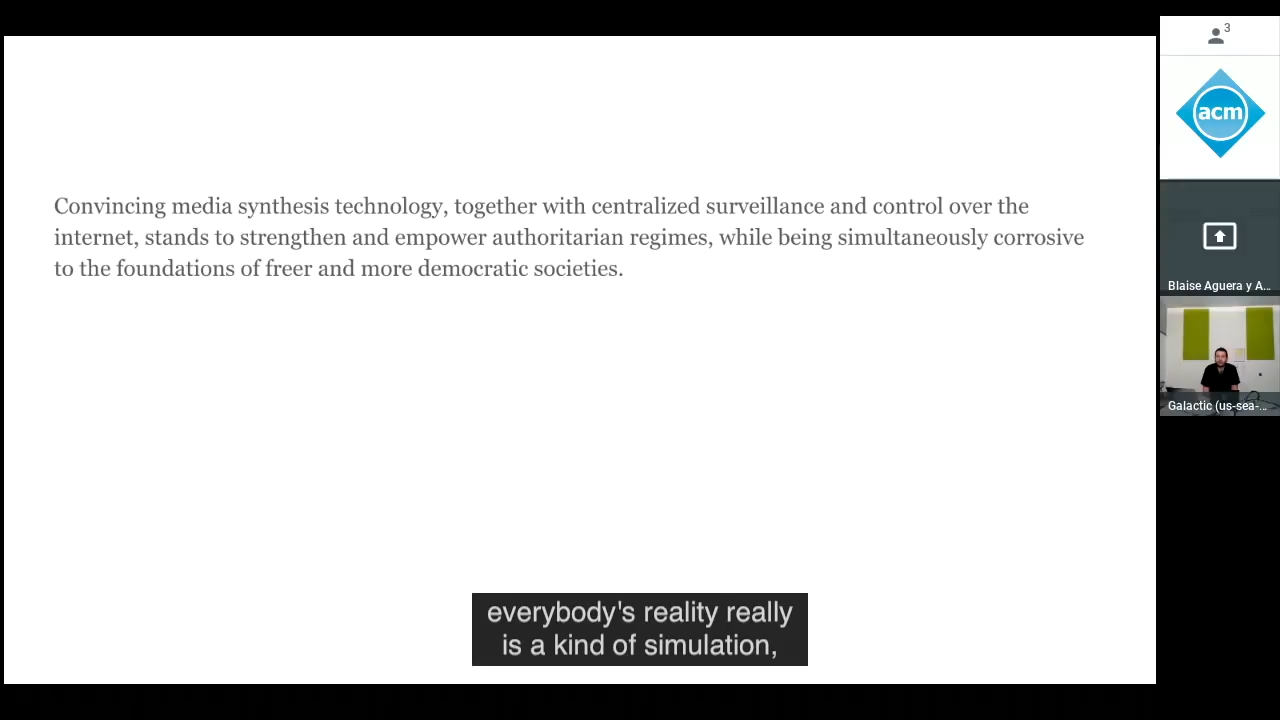 3
acm
Convincing media synthesis technology, together with centralized surveillance and control over the
internet, stands to strengthen and empower authoritarian regimes, while being simultaneously corrosive
to the foundations of freer and more democratic societies.
Blaise Aguera y A...
Galactic (us-sea-...
everybody's reality really
is a kind of simulation,